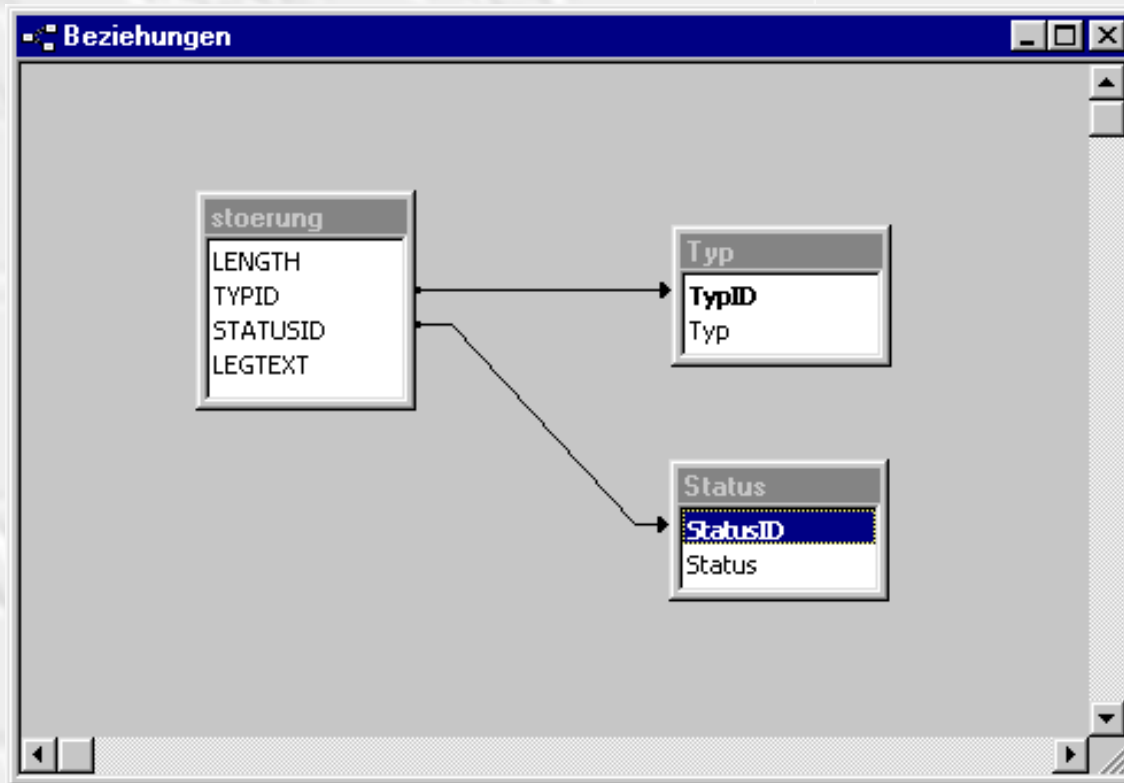 Beziehungen
stoerung
LENGTH
TYPID
STATUSID
LEGTEXT
Typ
TypID
Typ
Status
StatusID
Status